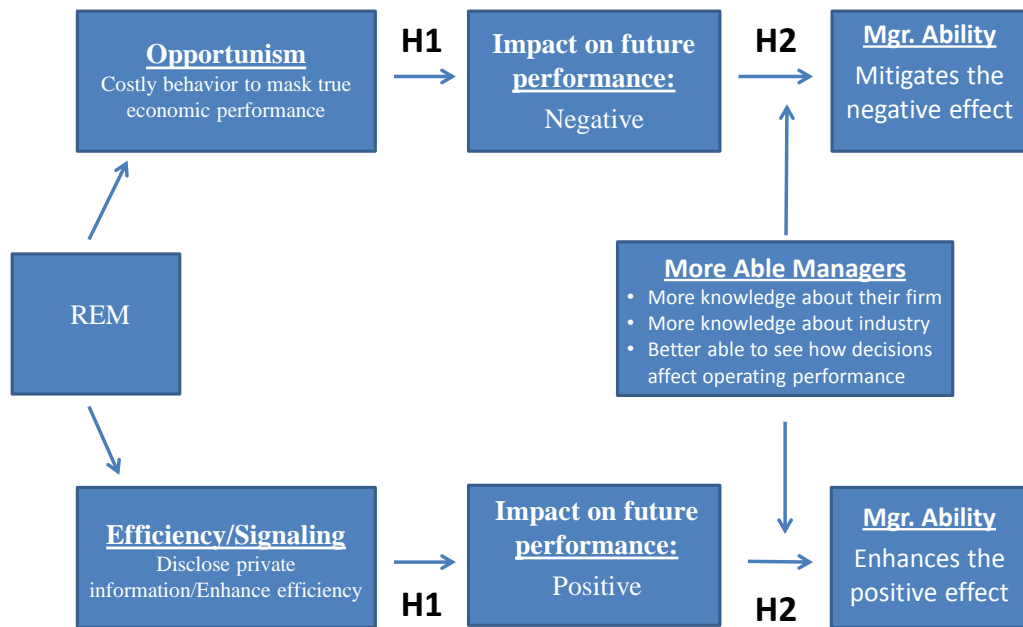 Opportunism
Costly behavior to mask true
economic performance
H1
Impact on future
performance:
Negative
H2
Mgr. Ability
Mitigates the
negative effect
REM
More Able Managers
• More knowledge about their firm
• More knowledge about industry
• Better able to see how decisions
affect operating performance
Efficiency/Signaling
Disclose private
information/Enhance efficiency
H1
Impact on future
performance:
Positive
H2
Mgr. Ability
Enhances the
positive effect